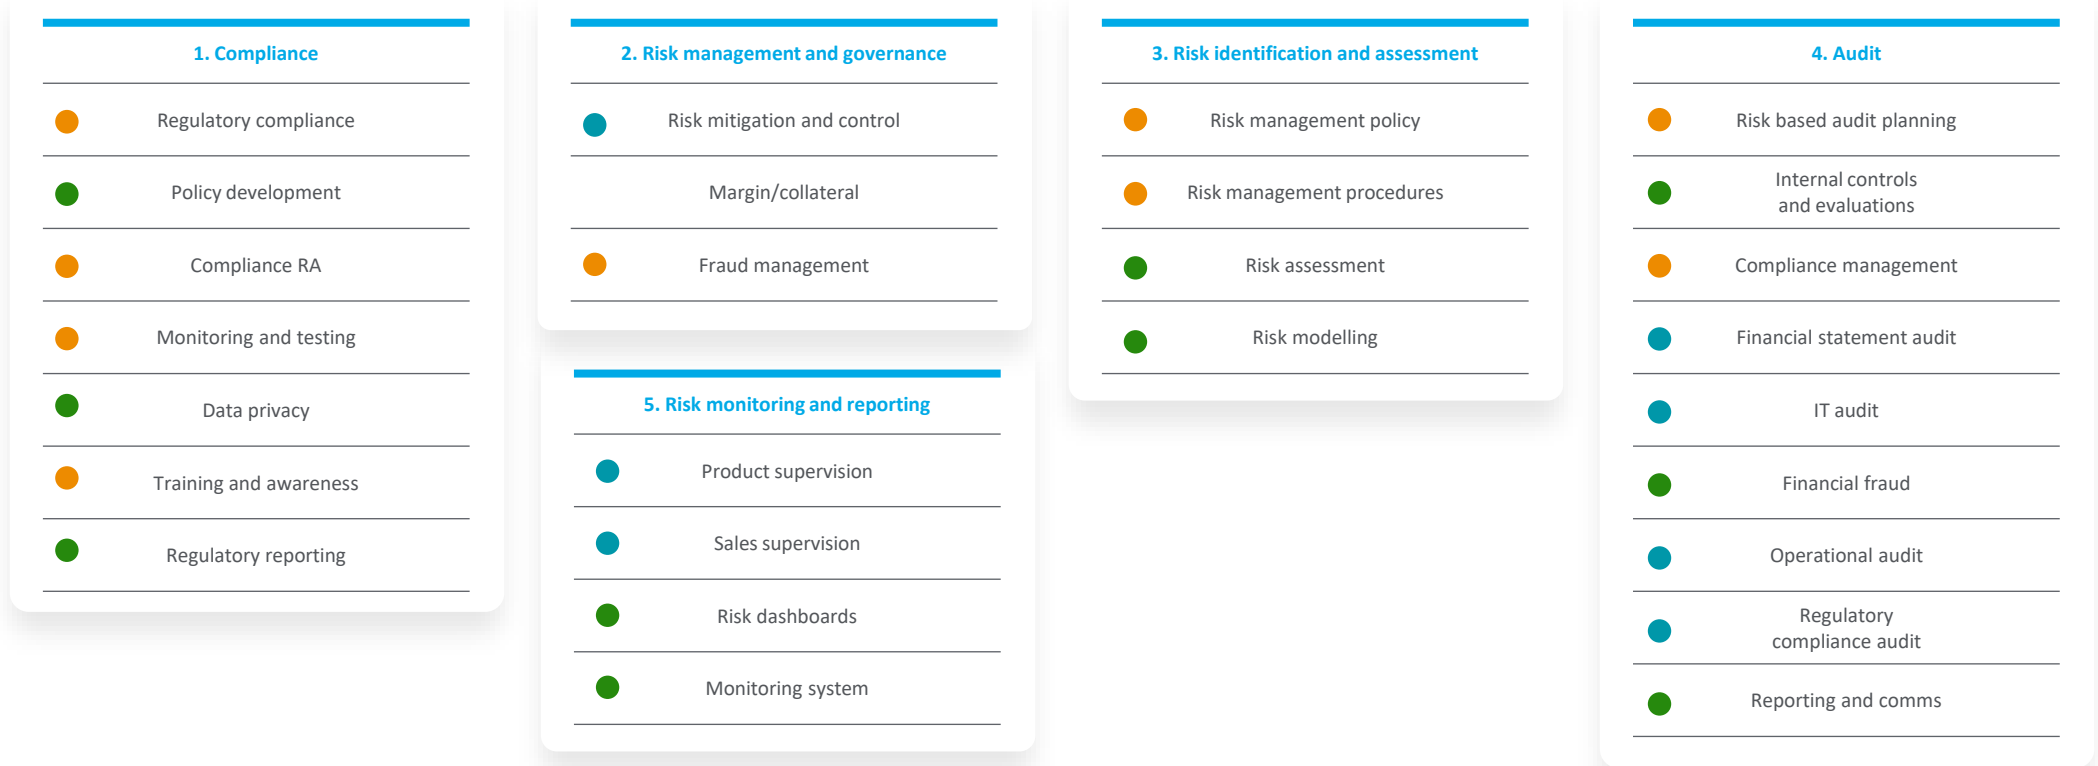 1. Compliance
Regulatory compliance
Policy development
Compliance RA
Monitoring and testing
Data privacy
Training and awareness
Regulatory reporting
2. Risk management and governance
Risk mitigation and control
Margin/collateral
Fraud management
5. Risk monitoring and reporting
Product supervision
Sales supervision
Risk dashboards
Monitoring system
3. Risk identification and assessment
Risk management policy
Risk management procedures
Risk assessment
Risk modelling
4. Audit
Risk based audit planning
Internal controls
and evaluations
Compliance management
Financial statement audit
IT audit
Financial fraud
Operational audit
Regulatory
compliance audit
Reporting and comms